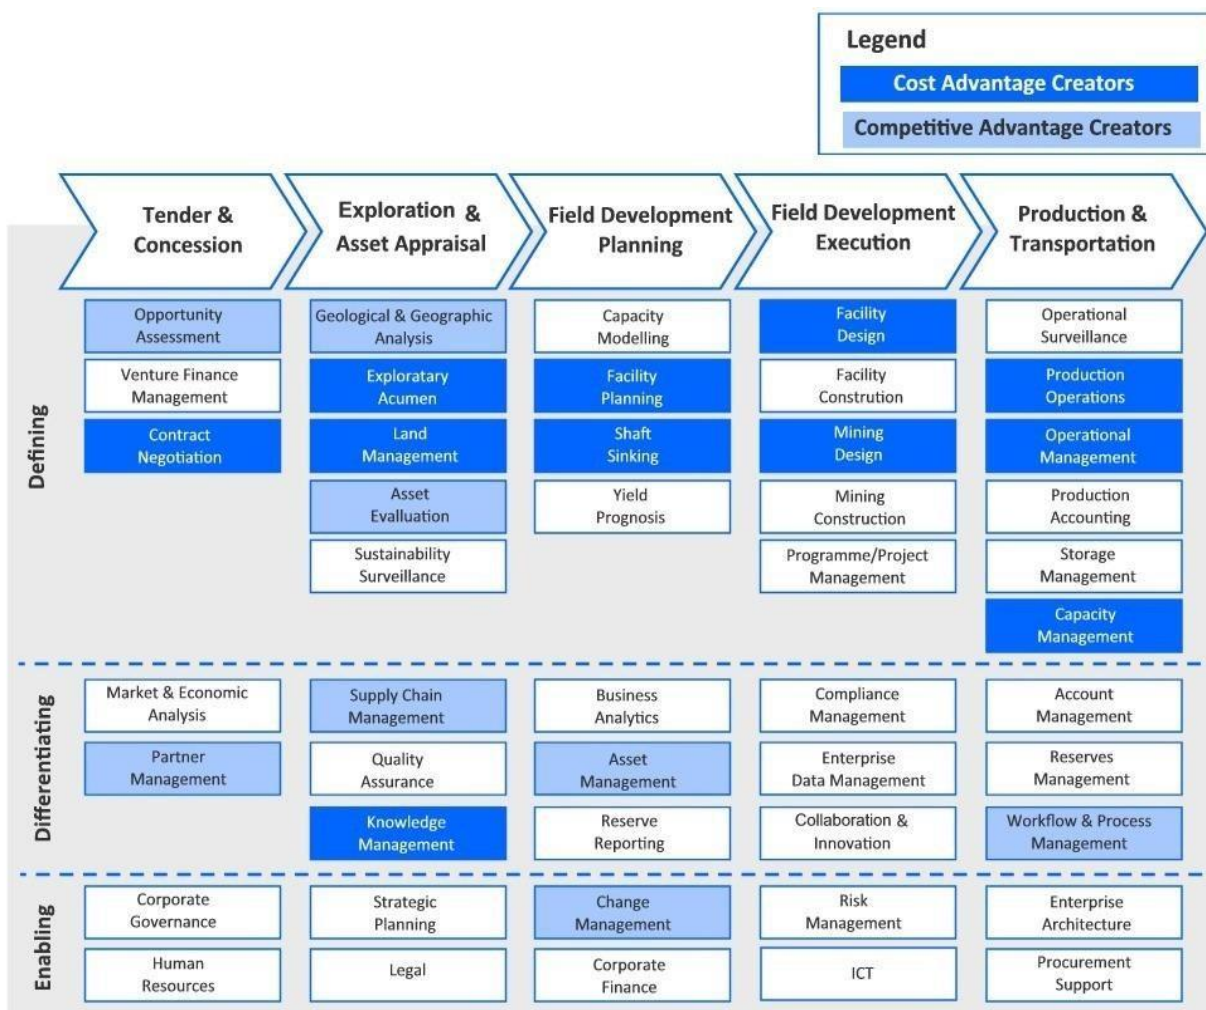 Legend
Cost Advantage Creators
Competitive Advantage Creators
Tender &
Concession
Exploration &
Asset Appraisal
Field Development
Planning
Field Development
Execution
Production &
Transportation
Defining
Opportunity
Assessment
Geological & Geographic
Analysis
Capacity
Modelling
Facility
Design
Operational
Surveillance
Venture Finance
Management
Exploratary
Acumen
Facility
Planning
Facility
Constrution
Production
Operations
Contract
Negotiation
Land
Management
Shaft
Sinking
Mining
Design
Operational
Management
Asset
Evalluation
Yield
Prognosis
Mining
Construction
Production
Accounting
Sustainability
Surveillance
Programme/Project
Management
Storage
Management
Capacity
Management
Differentiating
Market & Economic
Analysis
Supply Chain
Management
Business
Analytics
Compliance
Management
Account
Management
Partner
Management
Quality
Assurance
Asset
Management
Enterprise
Data Management
Reserves
Management
Knowledge
Management
Reserve
Reporting
Collaboration &
Innovation
Workflow & Process
Management
Enabling
Corporate
Governance
Strategic
Planning
Change
Management
Risk
Management
Enterprise
Architecture
Human
Resources
Legal
Corporate
Finance
ICT
Procurement
Support